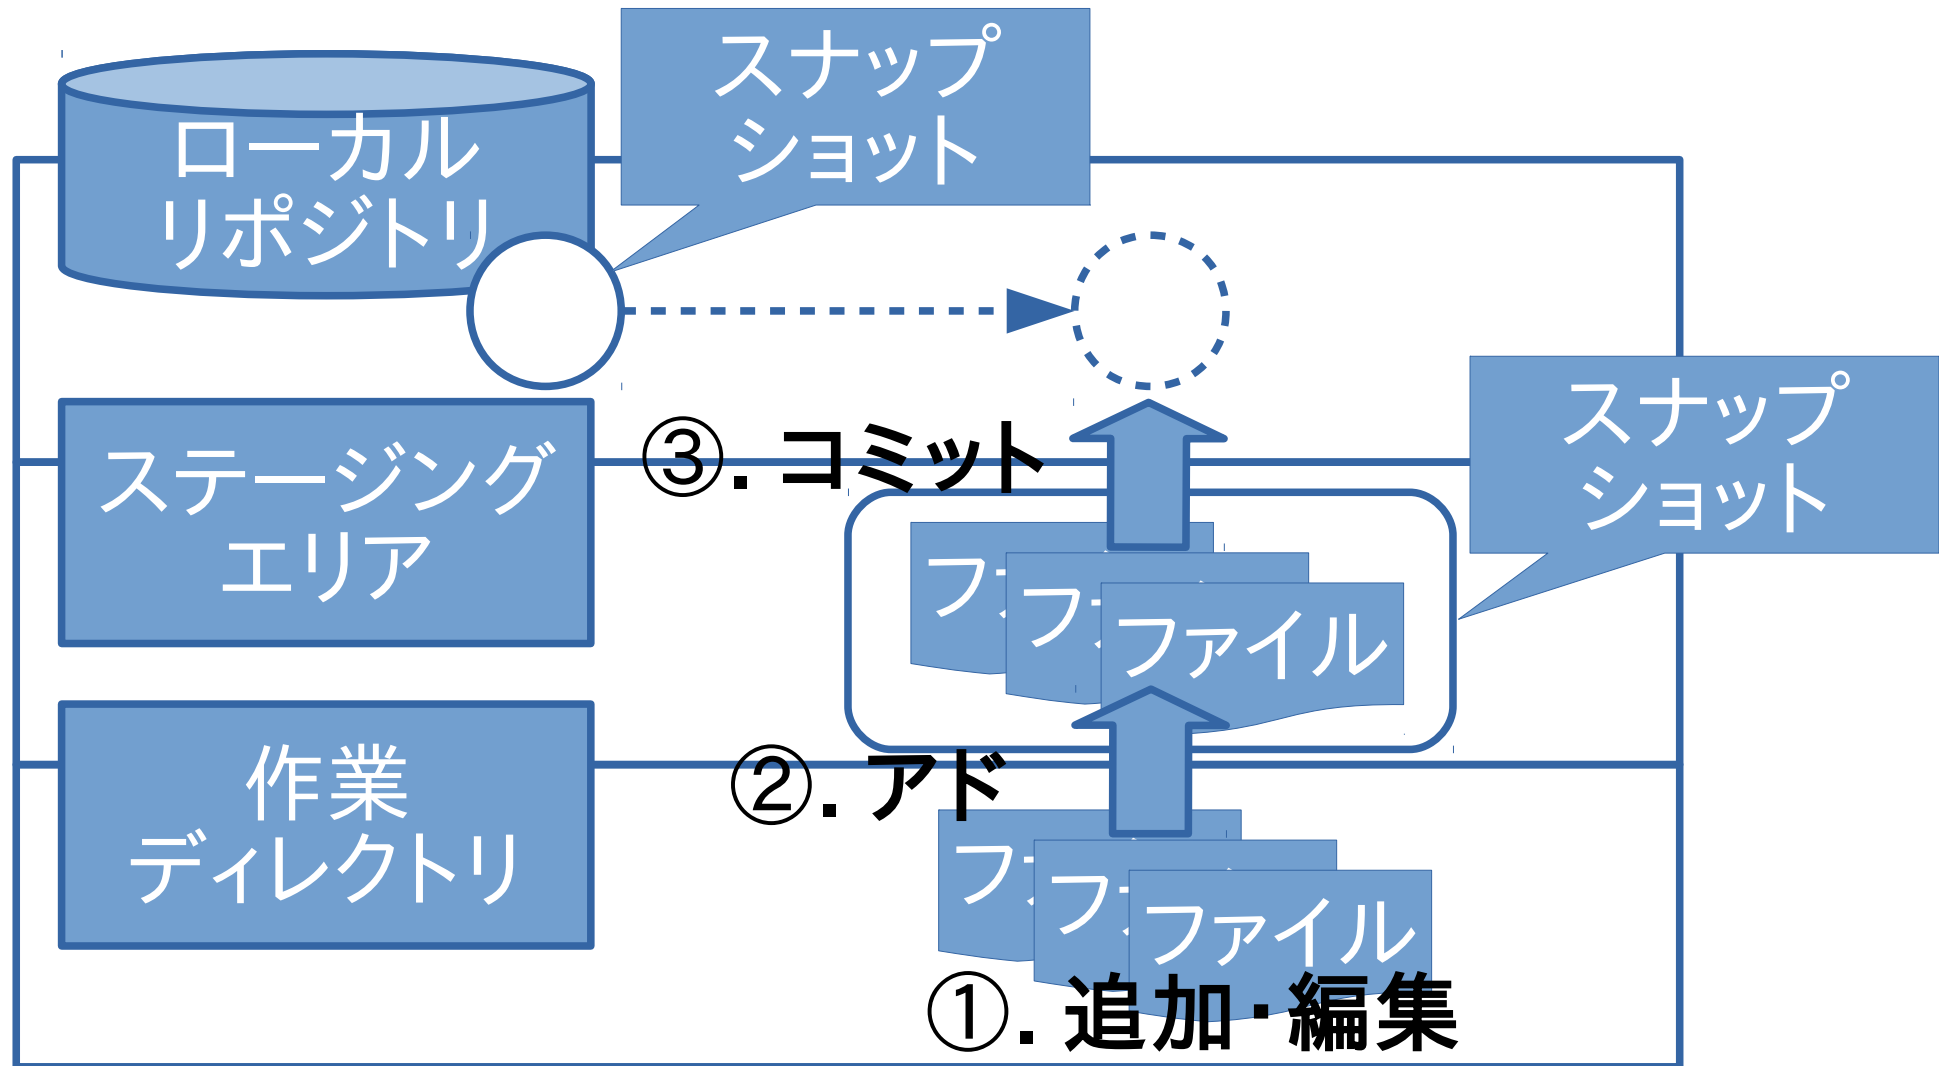 スナップ
ショット
ローカル
リポジトリ
スナップ
ショット
③. コミット
ステージング
エリア
ファイル
②. アド
作業
ディレクトリ
ファイル
①. 追加・編集